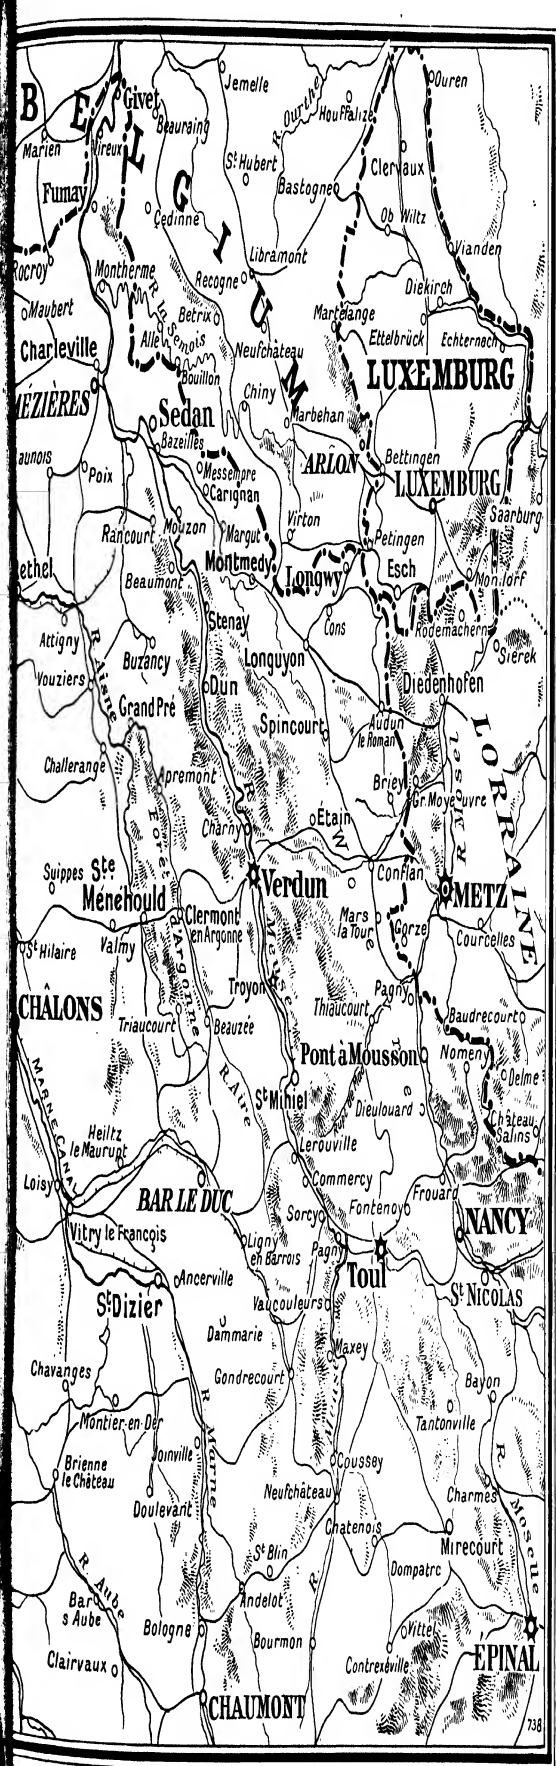 BELGIUM
Givet
Jemelle
Ouren
Beauraing
R. Ourthe
Houffalize
Marien
Vireux
St Hubert
Clervaux
Fumay
Bastogne
Cedinne
Ob Wiltz
Rocroy
Libramont
Vianden
Montherme
Recogne
Diekirch
Maubert
R. la Semois
Betrix
Martelange
Alle
Ettelbrück
Echternach
Charleville
Neufchateau
LUXEMBURG
Bouillon
MÉZIÈRES
Chiny
Sedan
Marbehan
Bazeilles
ARLON
Bettingen
aunois
Poix
Messempre
Carignan
LUXEMBURG
Saarburg
Rancourt
Mouzon
Margut
Virton
Petingen
ethel
Beaumont
Montmedy
Longwy
Esch
Mondorf
Attigny
Stenay
Cons
Rodemachern
R. Aisne
Buzancy
Longuyon
Sierek
Vouziers
Dun
Diedenhofen
Grand Pré
Spincourt
Audun
le Roman
LORRAINE
Challerange
Apremont
R.
Briey
Gr. Moyeuvre
R Mosel
Charny
Étain
Forêt
d'Argonne
Suippes
Ste
Ménéhould
Verdun
Conflan
METZ
Clermont
en Argonne
Mars
la Tour
Gorze
Courcelles
St Hilaire
Valmy
Meuse
Troyon
Pagny
CHÂLONS
Triaucourt
Beauzée
Thiaucourt
Baudrecourt
Pont à Mousson
Nomeny
Delme
MARNE CANAL
R. Aire
St Mihiel
Dieulouard
Château
Salins
Heiltz
le Maurupt
Lerouville
Loisy
BAR LE DUC
Commercy
Frouard
Fontenoy
Sorcy
NANCY
Vitry le François
Ligny
en Barrois
Pagny
Toul
St Dizier
Ancerville
St NICOLAS
Vaucouleurs
Dammarie
Maxey
Chavanges
Gondrecourt
Bayon
Montier-en-Der
Tantonville
R. Marne
Joinville
Brienne
le Château
Coussey
Doulevant
Neufchâteau
Charmes
R. Moselle
Chatenois
Mirecourt
St Blin
R. Aube
Dompatre
Andelot
R.
Bar
s Aube
Bologne
Vittel
Bourmon
ÉPINAL
Clairvaux
Contrexéville
CHAUMONT
738